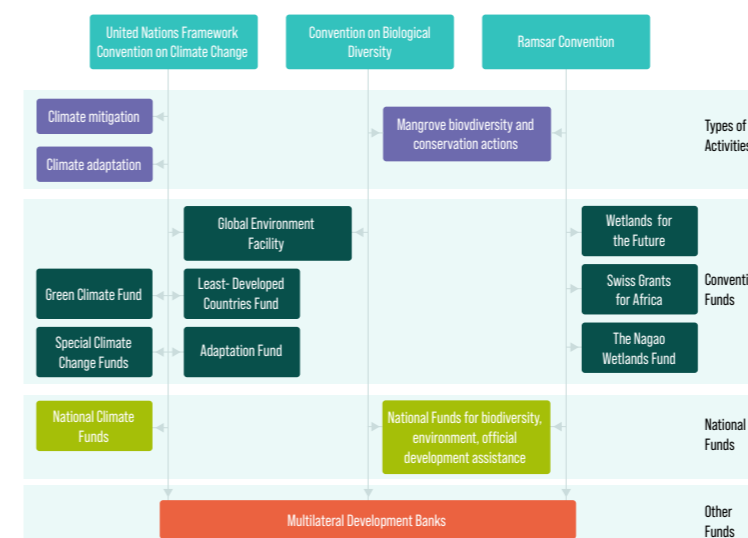 United Nations Framework
Convention on Climate Change
Convention on Biological
Diversity
Ramsar Convention
Climate mitigation
Climate adaptation
Mangrove biovdiversity and
conservation actions
Types of
Activities
Global Environment
Facility
Wetlands for
the Future
Green Climate Fund
Least- Developed
Countries Fund
Swiss Grants
for Africa
Conventi
Funds
Special Climate
Change Funds
Adaptation Fund
The Nagao
Wetlands Fund
National Climate
Funds
National Funds for biodiversity,
environment, official
development assistance
National
Funds
Multilateral Development Banks
Other
Funds